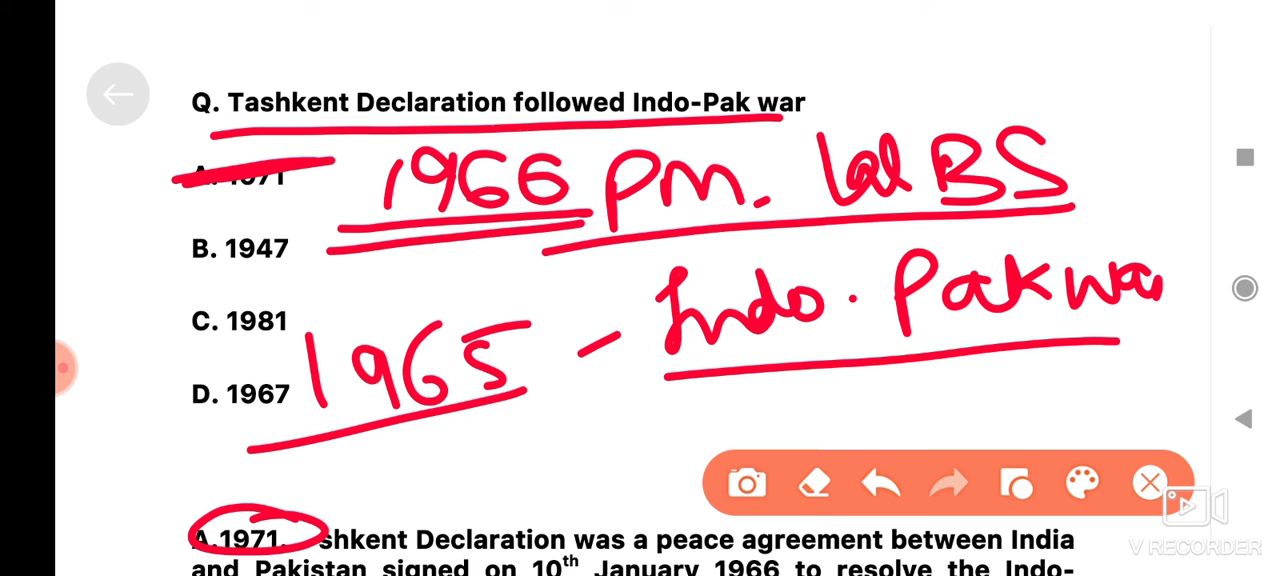 Q. Tashkent Declaration followed Indo-Pak war
A. 1971
1966 PM. Lal BS
B. 1947
Indo. Pak war
C. 1981
1965 -
D. 1967
A.1971. shkent Declaration was a peace agreement between India
and Pakistan signed on 10th January 1966 to resolve the Indo-
V RECORDER